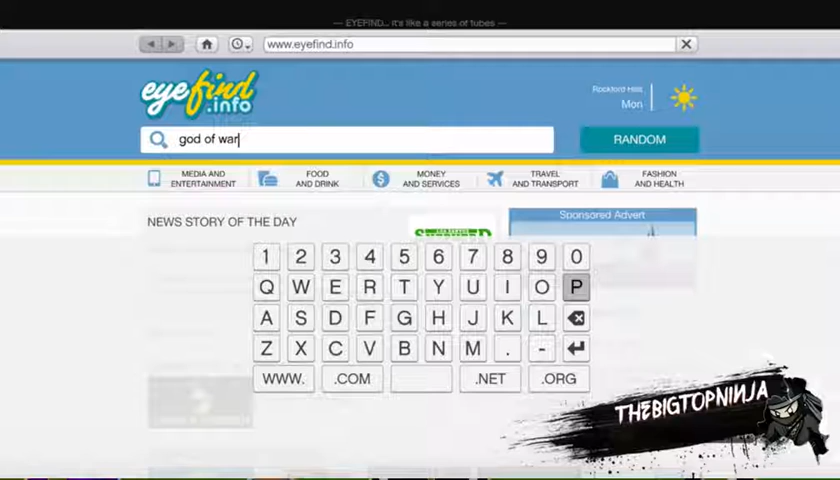 — EYEFIND... it's like a series of tubes —
www.eyefind.info
eyefind
.info
Rockford Hills
Mon
god of war
RANDOM
MEDIA AND
ENTERTAINMENT
FOOD
AND DRINK
MONEY
AND SERVICES
TRAVEL
AND TRANSPORT
FASHION
AND HEALTH
NEWS STORY OF THE DAY
Sponsored Advert
1 2 3 4 5 6 7 8 9 0
Q W E R T Y U I O P
A S D F G H J K L
Z X C V B N M . -
WWW. .COM .NET .ORG
THEBIGTOPNINJA